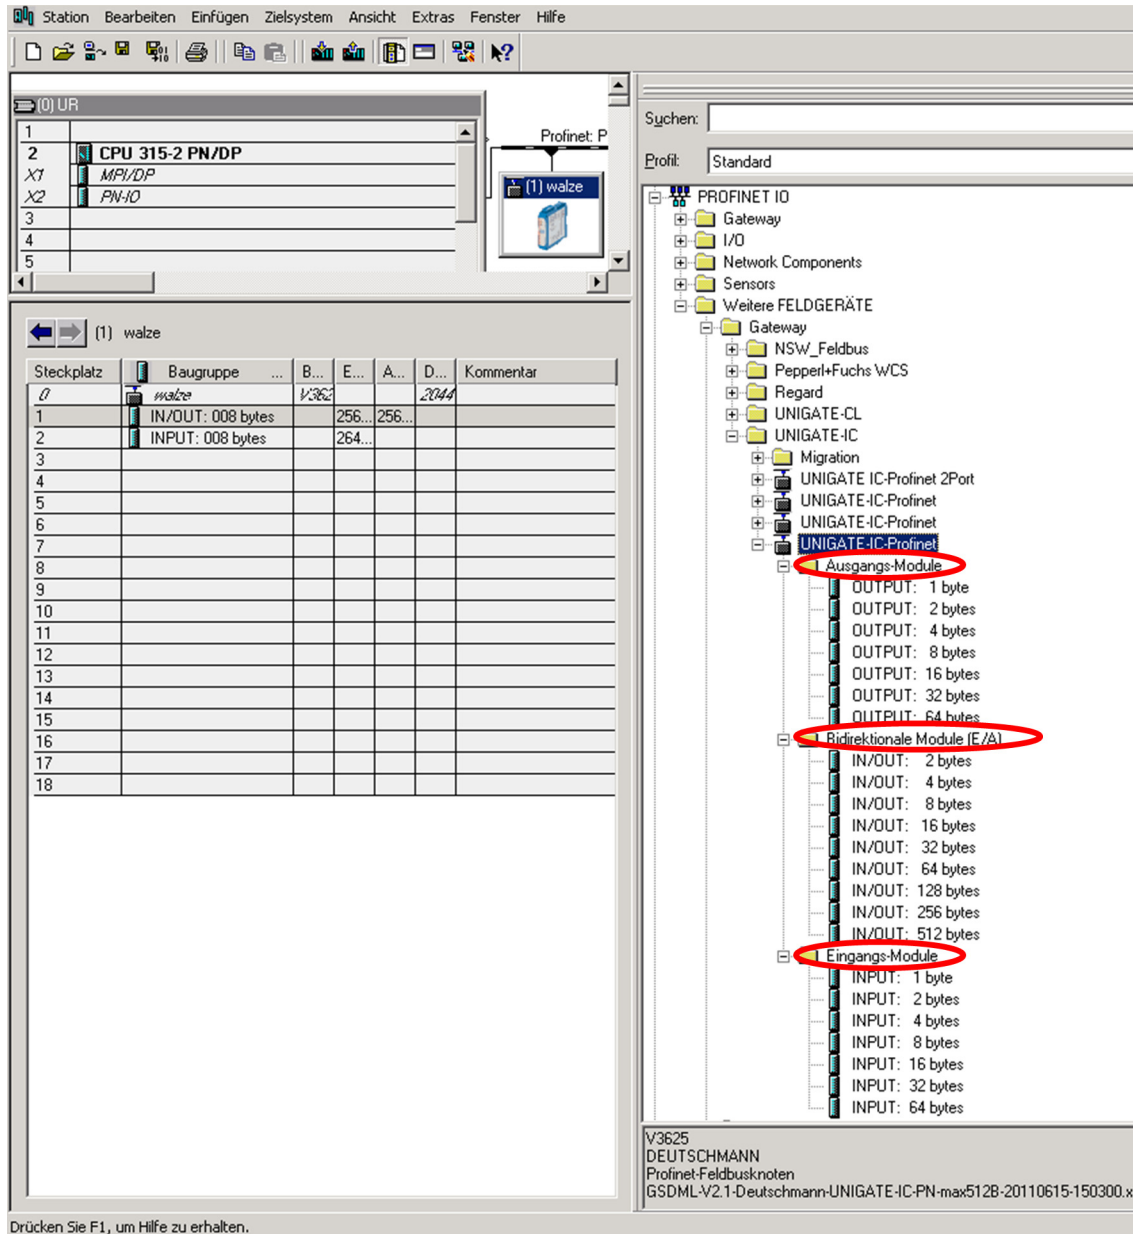 Station Bearbeiten Einfügen Zielsystem Ansicht Extras Fenster Hilfe
(0) UR
1
2 CPU 315-2 PN/DP
X1 MPI/DP
X2 PN-IO
3
4
5
Profinet: P
(1) walze
(1) walze
Steckplatz Baugruppe ... B... E... A... D... Kommentar
0 walze V362 2044
1 IN/OUT: 008 bytes 256... 256...
2 INPUT: 008 bytes 264...
3
4
5
6
7
8
9
10
11
12
13
14
15
16
17
18
Suchen:
Profil: Standard
PROFINET IO
Gateway
I/O
Network Components
Sensors
Weitere FELDGERÄTE
Gateway
NSW_Feldbus
Pepperl+Fuchs WCS
Regard
UNIGATE-CL
UNIGATE-IC
Migration
UNIGATE IC-Profinet 2Port
UNIGATE-IC-Profinet
UNIGATE-IC-Profinet
UNIGATE-IC-Profinet
Ausgangs-Module
OUTPUT: 1 byte
OUTPUT: 2 bytes
OUTPUT: 4 bytes
OUTPUT: 8 bytes
OUTPUT: 16 bytes
OUTPUT: 32 bytes
OUTPUT: 64 bytes
Bidirektionale Module (E/A)
IN/OUT: 2 bytes
IN/OUT: 4 bytes
IN/OUT: 8 bytes
IN/OUT: 16 bytes
IN/OUT: 32 bytes
IN/OUT: 64 bytes
IN/OUT: 128 bytes
IN/OUT: 256 bytes
IN/OUT: 512 bytes
Eingangs-Module
INPUT: 1 byte
INPUT: 2 bytes
INPUT: 4 bytes
INPUT: 8 bytes
INPUT: 16 bytes
INPUT: 32 bytes
INPUT: 64 bytes
V3625
DEUTSCHMANN
Profinet-Feldbusknoten
GSDML-V2.1-Deutschmann-UNIGATE-IC-PN-max512B-20110615-150300.x
Drücken Sie F1, um Hilfe zu erhalten.